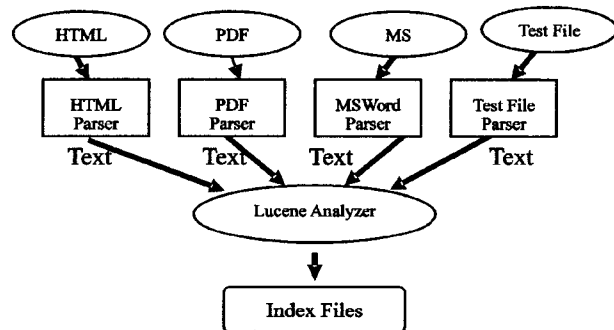 HTML
PDF
MS
Test File
HTML
Parser
PDF
Parser
MSWord
Parser
Test File
Parser
Text
Text
Text
Text
Lucene Analyzer
Index Files